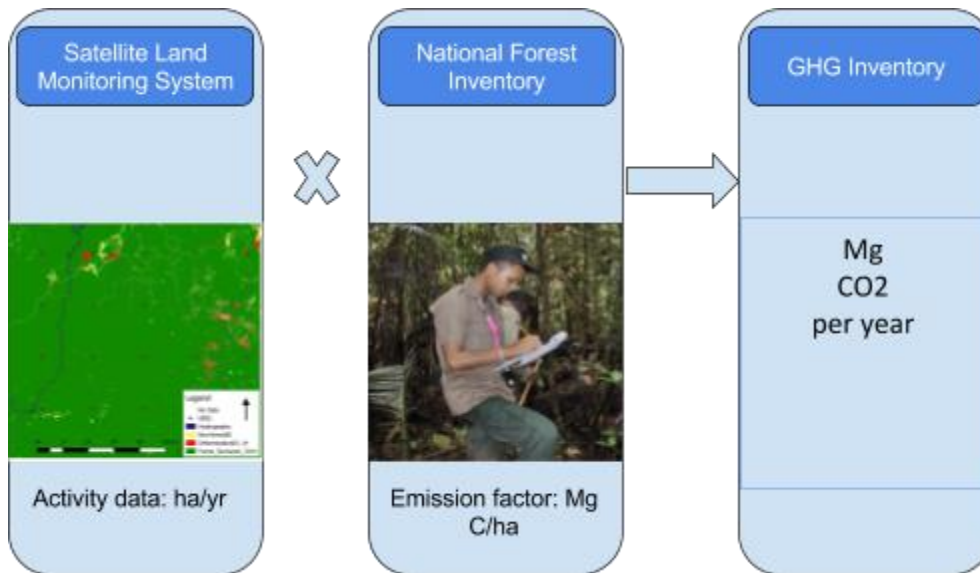 Satellite Land
Monitoring System
National Forest
Inventory
GHG Inventory
Mg
CO2
per year
Legend
Activity data: ha/yr
Emission factor: Mg
C/ha